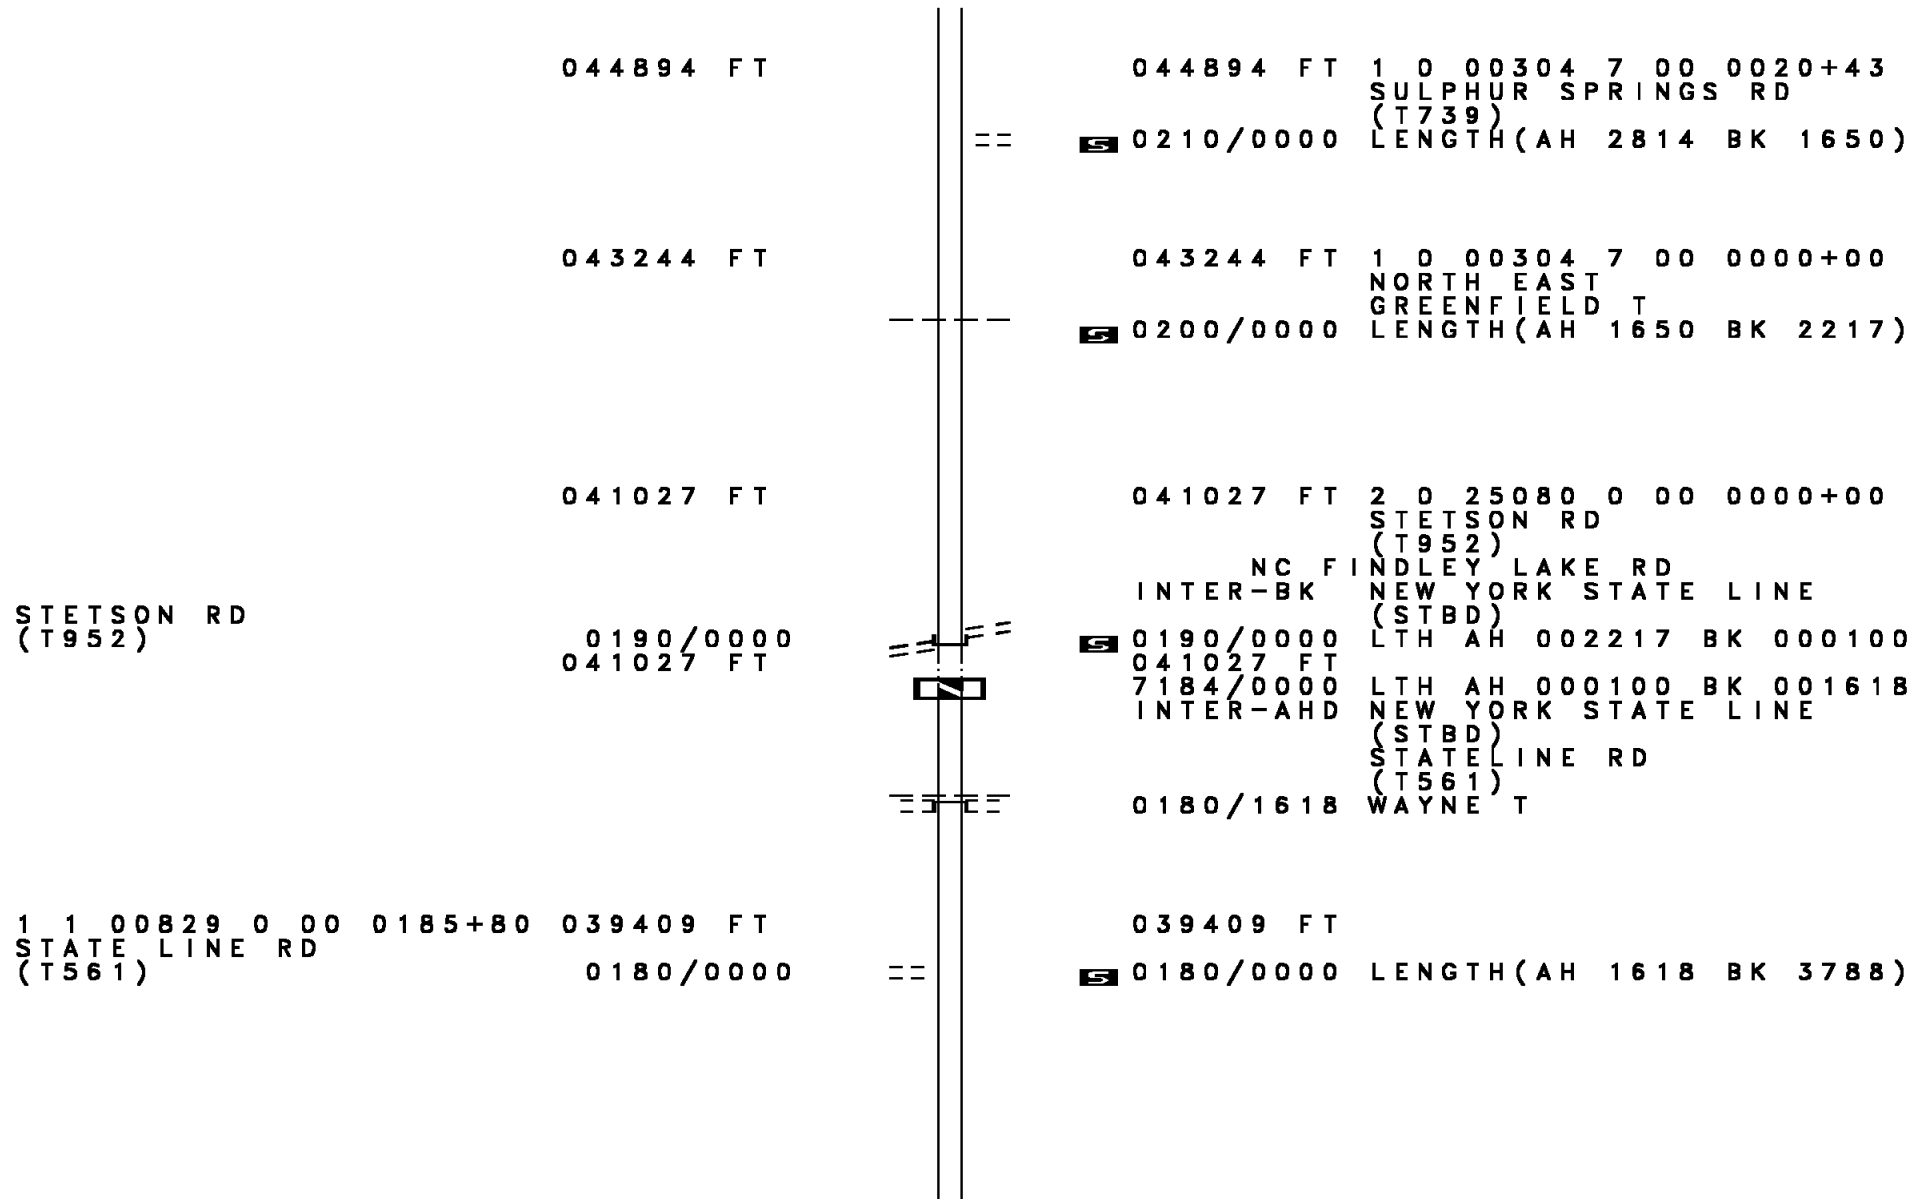 044894 FT 044894 FT 1 0 00304 7 00 0020+43
SULPHUR SPRINGS RD
(T739)
S 0210/0000 LENGTH(AH 2814 BK 1650)
043244 FT 043244 FT 1 0 00304 7 00 0000+00
NORTH EAST
GREENFIELD T
S 0200/0000 LENGTH(AH 1650 BK 2217)
041027 FT 041027 FT 2 0 25080 0 00 0000+00
STETSON RD
(T952)
NC FINDLEY LAKE RD
INTER-BK NEW YORK STATE LINE
STETSON RD (STBD)
(T952) 0190/0000 S 0190/0000 LTH AH 002217 BK 000100
041027 FT 041027 FT
7184/0000 LTH AH 000100 BK 001618
INTER-AHD NEW YORK STATE LINE
(STBD)
STATELINE RD
(T561)
0180/1618 WAYNE T
1 1 00829 0 00 0185+80 039409 FT 039409 FT
STATE LINE RD
(T561) 0180/0000 S 0180/0000 LENGTH(AH 1618 BK 3788)